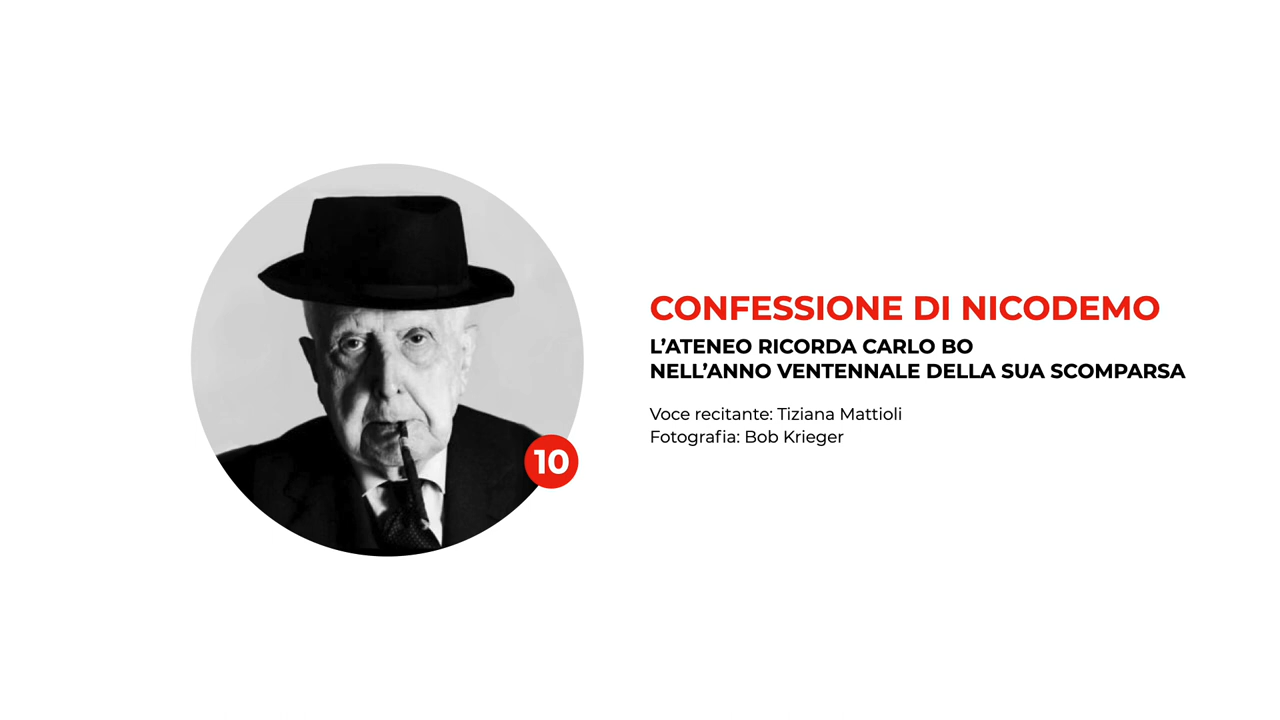 10
CONFESSIONE DI NICODEMO
L’ATENEO RICORDA CARLO BO
NELL’ANNO VENTENNALE DELLA SUA SCOMPARSA
Voce recitante: Tiziana Mattioli
Fotografia: Bob Krieger